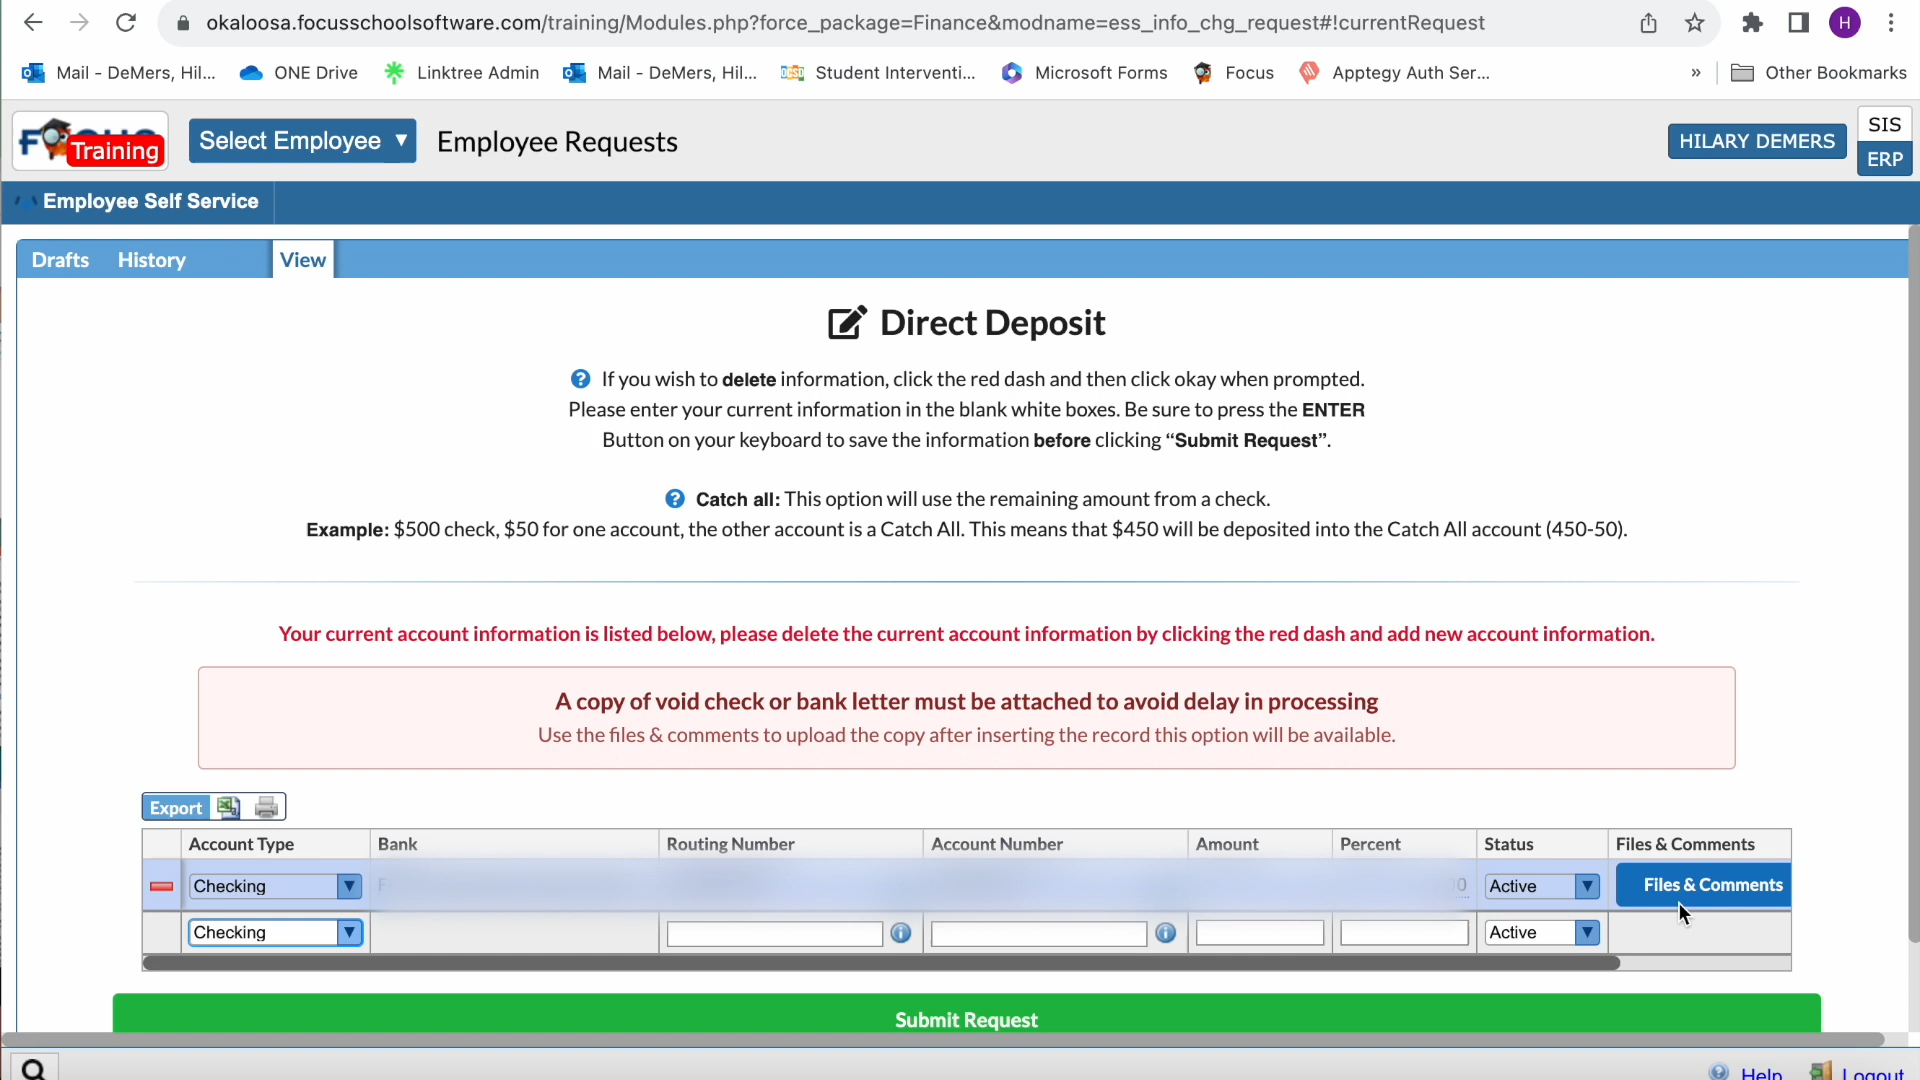 okaloosa.focusschoolsoftware.com/training/Modules.php?force_package=Finance&modname=ess_info_chg_request#!currentRequest
H
Mail - DeMers, Hil...
ONE Drive
Linktree Admin
Mail - DeMers, Hil...
Student Interventi...
Microsoft Forms
Focus
Apptegy Auth Ser...
»
Other Bookmarks
Training
Select Employee
Employee Requests
HILARY DEMERS
SIS
ERP
Employee Self Service
Drafts
History
View
Direct Deposit
If you wish to delete information, click the red dash and then click okay when prompted.
Please enter your current information in the blank white boxes. Be sure to press the ENTER
Button on your keyboard to save the information before clicking “Submit Request”.
Catch all: This option will use the remaining amount from a check.
Example: $500 check, $50 for one account, the other account is a Catch All. This means that $450 will be deposited into the Catch All account (450-50).
Your current account information is listed below, please delete the current account information by clicking the red dash and add new account information.
A copy of void check or bank letter must be attached to avoid delay in processing
Use the files & comments to upload the copy after inserting the record this option will be available.
Export
Account Type Bank Routing Number Account Number Amount Percent Status Files & Comments
Checking Active Files & Comments
Checking Active
Submit Request
Help
Logout